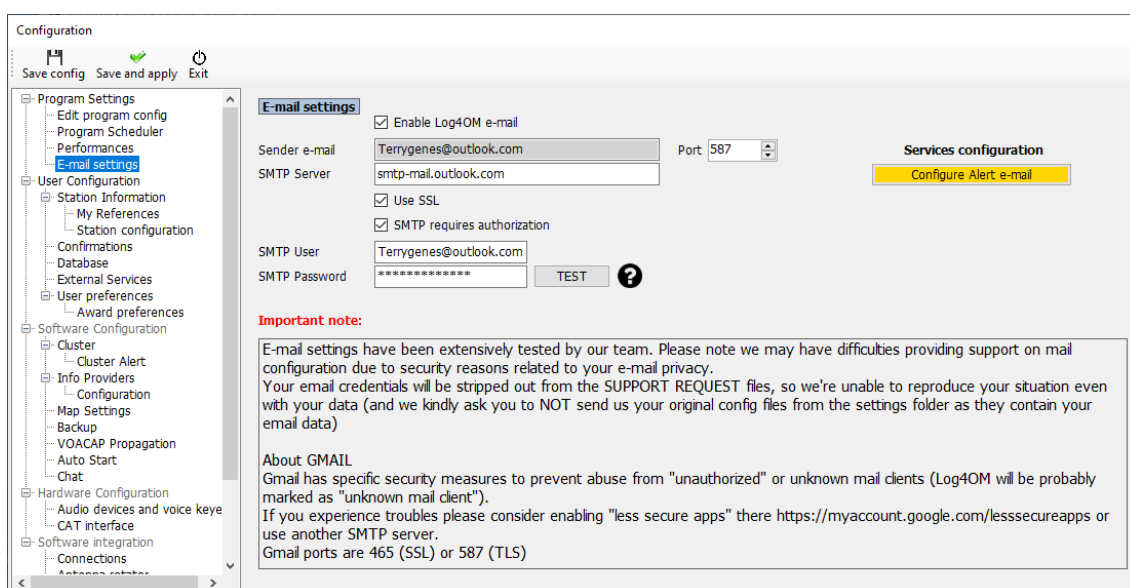 Configuration
Save config Save and apply Exit
Program Settings
Edit program config
Program Scheduler
Performances
E-mail settings
User Configuration
Station Information
My References
Station configuration
Confirmations
Database
External Services
User preferences
Award preferences
Software Configuration
Cluster
Cluster Alert
Info Providers
Configuration
Map Settings
Backup
VOACAP Propagation
Auto Start
Chat
Hardware Configuration
Audio devices and voice keye
CAT interface
Software integration
Connections
Antenna rotator
E-mail settings
Enable Log4OM e-mail
Sender e-mail Terrygenes@outlook.com Port 587
SMTP Server smtp-mail.outlook.com
Use SSL
SMTP requires authorization
SMTP User Terrygenes@outlook.com
SMTP Password ************* TEST ?
Services configuration
Configure Alert e-mail
Important note:
E-mail settings have been extensively tested by our team. Please note we may have difficulties providing support on mail
configuration due to security reasons related to your e-mail privacy.
Your email credentials will be stripped out from the SUPPORT REQUEST files, so we're unable to reproduce your situation even
with your data (and we kindly ask you to NOT send us your original config files from the settings folder as they contain your
email data)
About GMAIL
Gmail has specific security measures to prevent abuse from "unauthorized" or unknown mail clients (Log4OM will be probably
marked as "unknown mail client").
If you experience troubles please consider enabling "less secure apps" there https://myaccount.google.com/lesssecureapps or
use another SMTP server.
Gmail ports are 465 (SSL) or 587 (TLS)